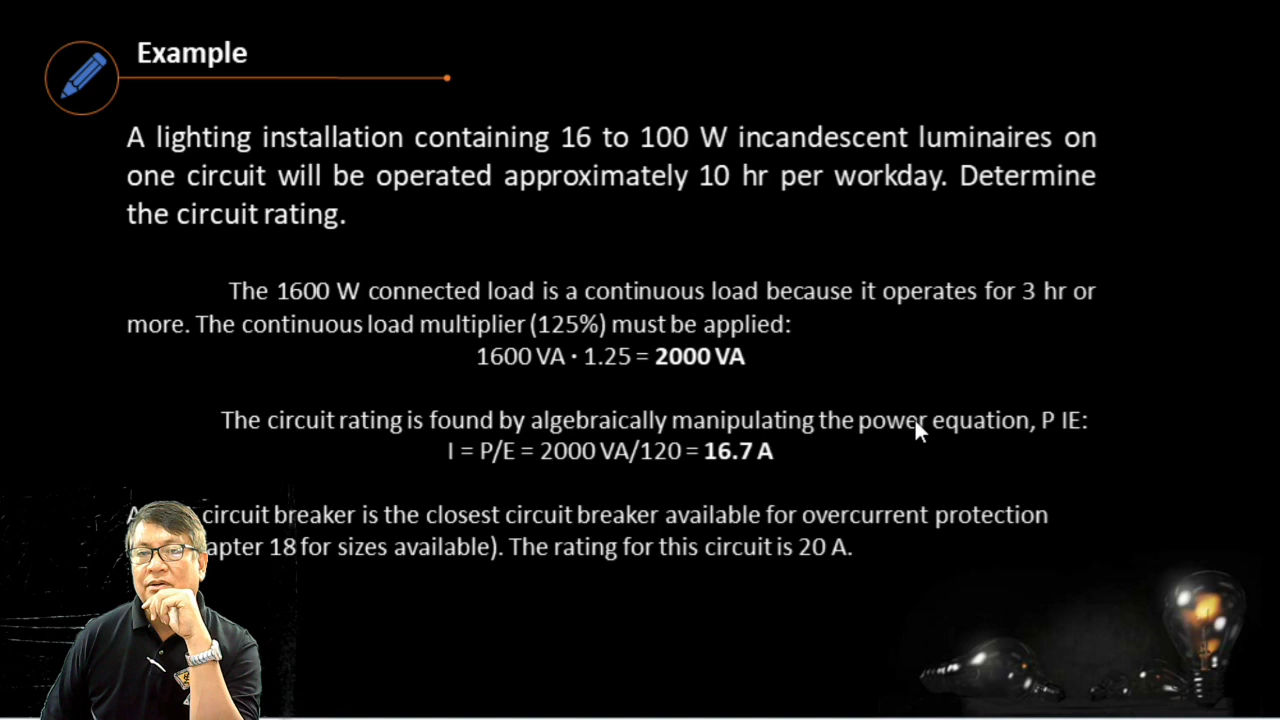 Example
A lighting installation containing 16 to 100 W incandescent luminaires on
one circuit will be operated approximately 10 hr per workday. Determine
the circuit rating.
The 1600 W connected load is a continuous load because it operates for 3 hr or
more. The continuous load multiplier (125%) must be applied:
1600 VA · 1.25 = 2000 VA
The circuit rating is found by algebraically manipulating the power equation, P IE:
I = P/E = 2000 VA/120 = 16.7 A
circuit breaker is the closest circuit breaker available for overcurrent protection
18 for sizes available). The rating for this circuit is 20 A.